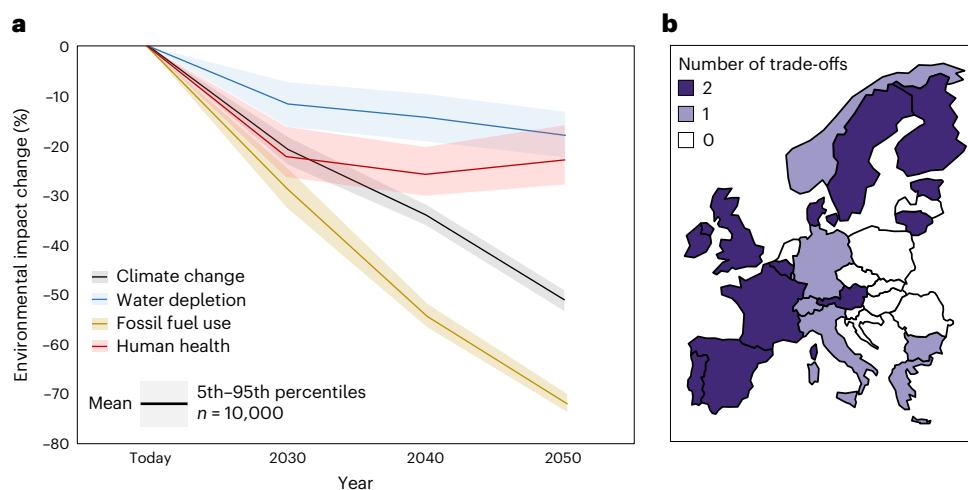 a
0
-10
-20
-30
-40
-50
-60
-70
-80
Environmental impact change (%)
Climate change
Water depletion
Fossil fuel use
Human health
Mean
5th–95th percentiles
n = 10,000
Today
2030
2040
2050
Year
b
Number of trade-offs
2
1
0